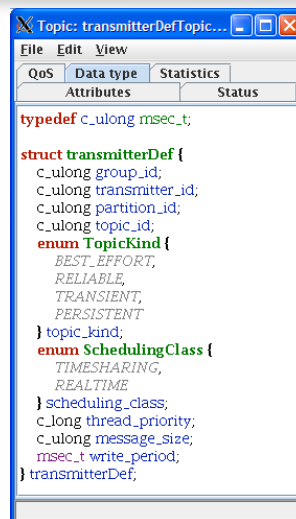 Topic: transmitterDefTopic...
File Edit View
QoS Data type Statistics
Attributes Status
typedef c_ulong msec_t;
struct transmitterDef {
c_ulong group_id;
c_ulong transmitter_id;
c_ulong partition_id;
c_ulong topic_id;
enum TopicKind {
BEST_EFFORT,
RELIABLE,
TRANSIENT,
PERSISTENT
} topic_kind;
enum SchedulingClass {
TIMESHARING,
REALTIME
} scheduling_class;
c_long thread_priority;
c_ulong message_size;
msec_t write_period;
} transmitterDef;